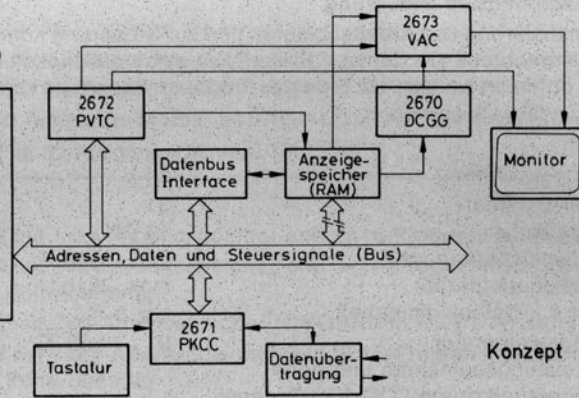 2673
VAC
2672
PVTC
2670
DCGG
Datenbus
Interface
Anzeige-
speicher
(RAM)
Monitor
Adressen, Daten und Steuersignale (Bus)
2671
PKCC
Tastatur
Datenüber-
tragung
Konzept